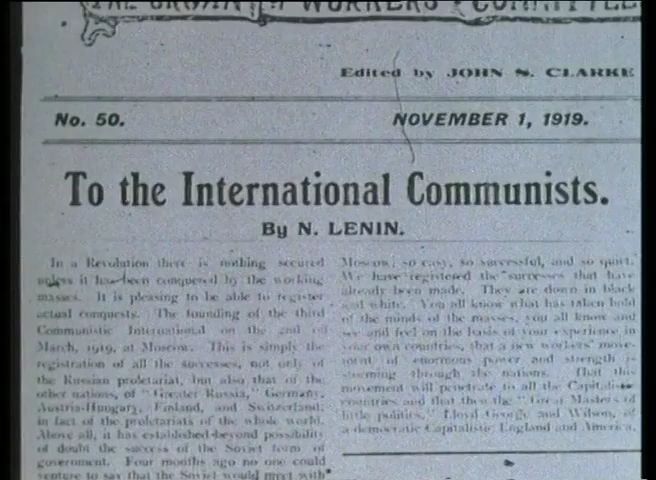 THE ORGAN OF WORKERS' COMMITTEE
Edited by JOHN S. CLARKE
No. 50.
NOVEMBER 1, 1919.
To the International Communists.
By N. LENIN.
In a Revolution there is nothing secured
unless it has been conquered by the working
masses. It is pleasing to be able to register
actual conquests. The founding of the third
Communistic International on the 2nd of
March, 1919, at Moscow. This is simply the
registration of all the successes, not only of
the Russian proletariat, but also that of the
other nations, of "Greater Russia," Germany,
Austria-Hungary, Finland, and Switzerland;
in fact of the proletariats of the whole world.
Above all, it has established beyond possibility
of doubt the success of the Soviet form of
government. Four months ago no one could
venture to say that the Soviet would meet with
Moscow; so easy, so successful, and so quiet.
We have registered the successes that have
already been made. They are down in black
and white. You all know what has taken hold
of the minds of the masses, you all know and
see and feel on the basis of your experience in
your own countries, that a new workers' move-
ment of enormous power and strength is
storming through the nations. That this
movement will penetrate to all the Capitalist
countries and that then the "Great Masters of
little politics," Lloyd George and Wilson, of
a democratic Capitalistic England and America,